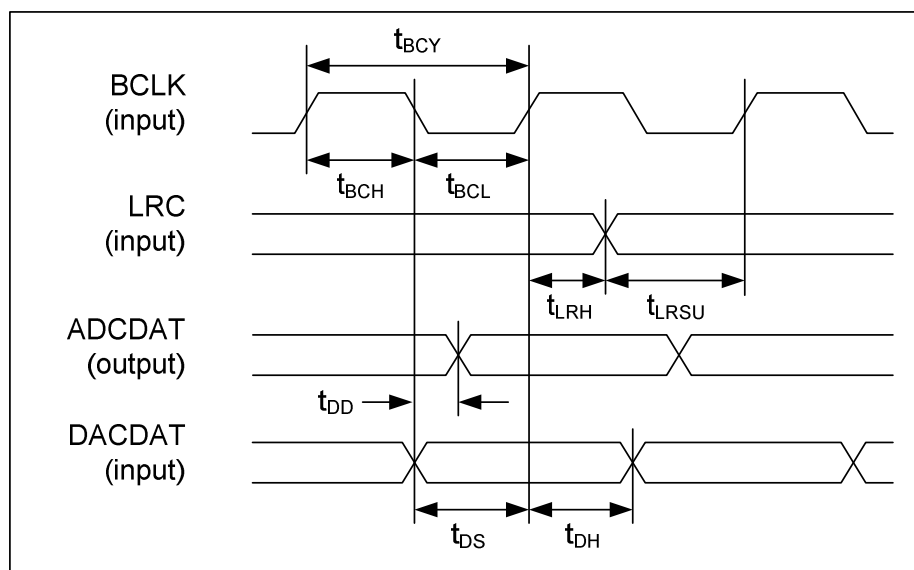 tBCY
BCLK
(input)
tBCH
tBCL
LRC
(input)
tLRH
tLRSU
ADCDAT
(output)
tDD
DACDAT
(input)
tDS
tDH